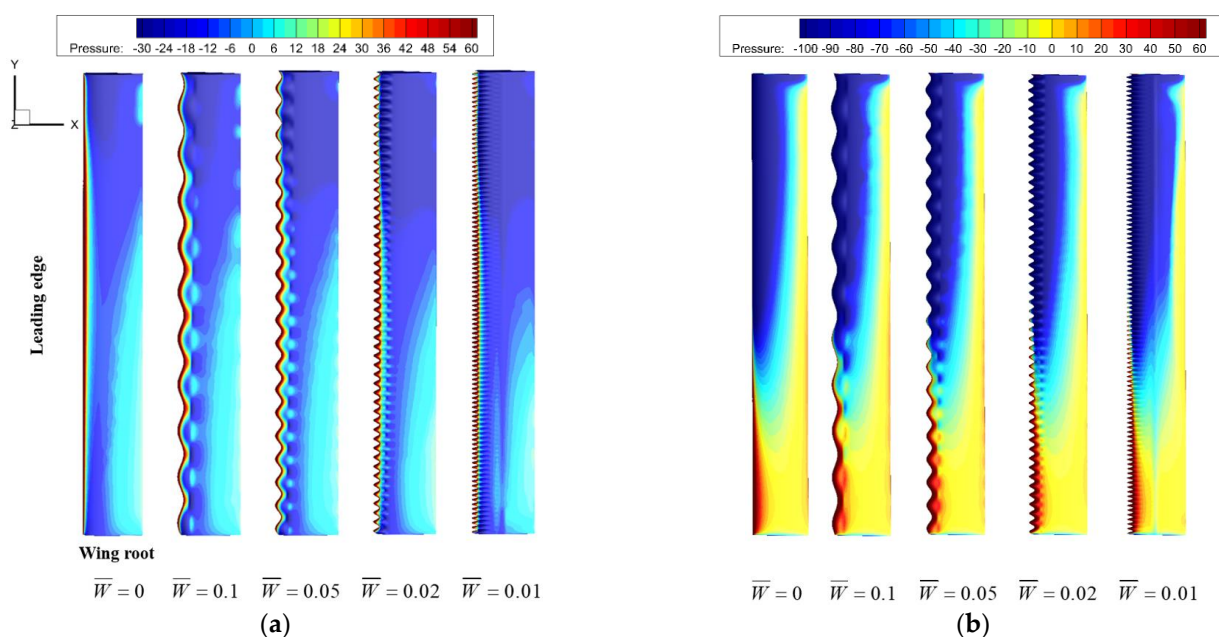 Pressure: -30 -24 -18 -12 -6 0 6 12 18 24 30 36 42 48 54 60
Pressure: -100 -90 -80 -70 -60 -50 -40 -30 -20 -10 0 10 20 30 40 50 60
Y
Z X
Leading edge
Wing root
W̅ = 0 W̅ = 0.1 W̅ = 0.05 W̅ = 0.02 W̅ = 0.01
W̅ = 0 W̅ = 0.1 W̅ = 0.05 W̅ = 0.02 W̅ = 0.01
(a)
(b)